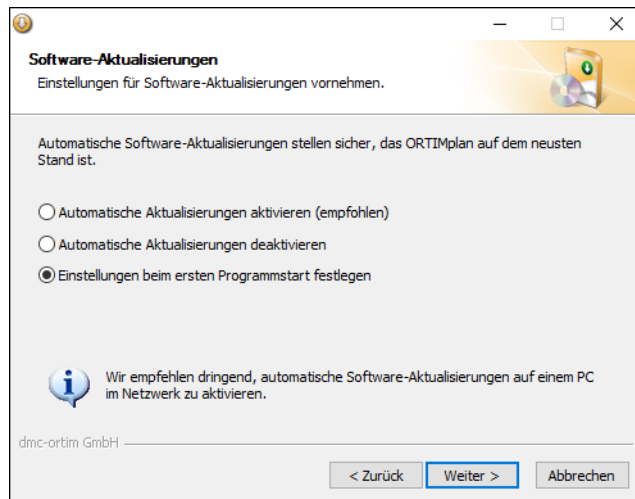 Software-Aktualisierungen
Einstellungen für Software-Aktualisierungen vornehmen.
Automatische Software-Aktualisierungen stellen sicher, das ORTIMplan auf dem neusten
Stand ist.
Automatische Aktualisierungen aktivieren (empfohlen)
Automatische Aktualisierungen deaktivieren
Einstellungen beim ersten Programmstart festlegen
Wir empfehlen dringend, automatische Software-Aktualisierungen auf einem PC
im Netzwerk zu aktivieren.
dmc-ortim GmbH
< Zurück Weiter > Abbrechen